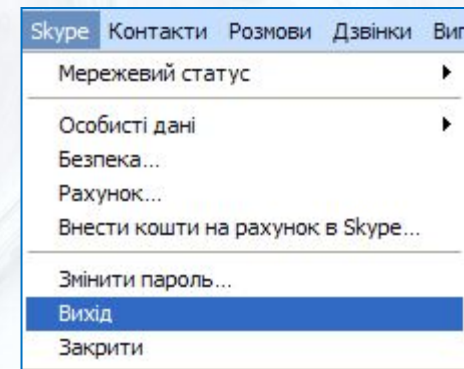 Skype Контакти Розмови Дзвінки
Мережевий статус
Особисті дані
Безпека...
Рахунок...
Внести кошти на рахунок в Skype...
Змінити пароль...
Вихід
Закрити